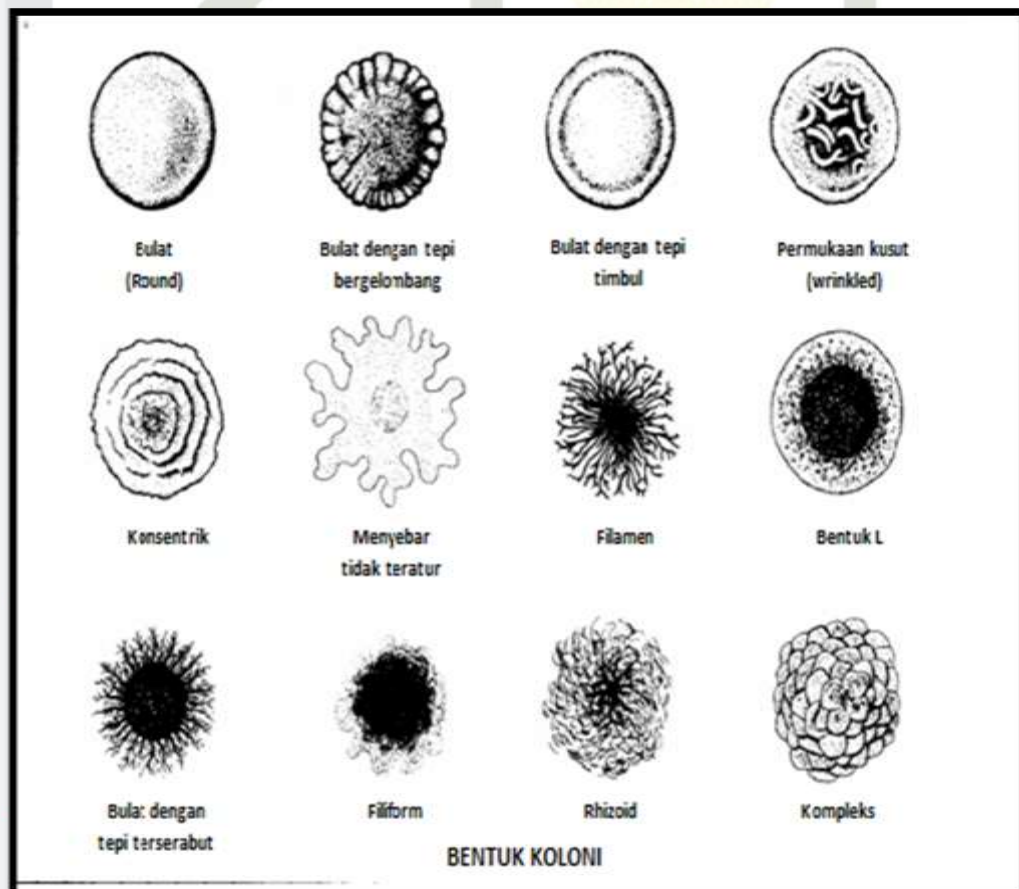 Bulat
(Round)
Bulat dengan tepi
bergelombang
Bulat dengan tepi
timbul
Permukaan kusut
(wrinkled)
Konsentrik
Menyebar
tidak teratur
Filamen
Bentuk L
Bulat dengan
tepi terserabut
Filiform
Rhizoid
Kompleks
BENTUK KOLONI